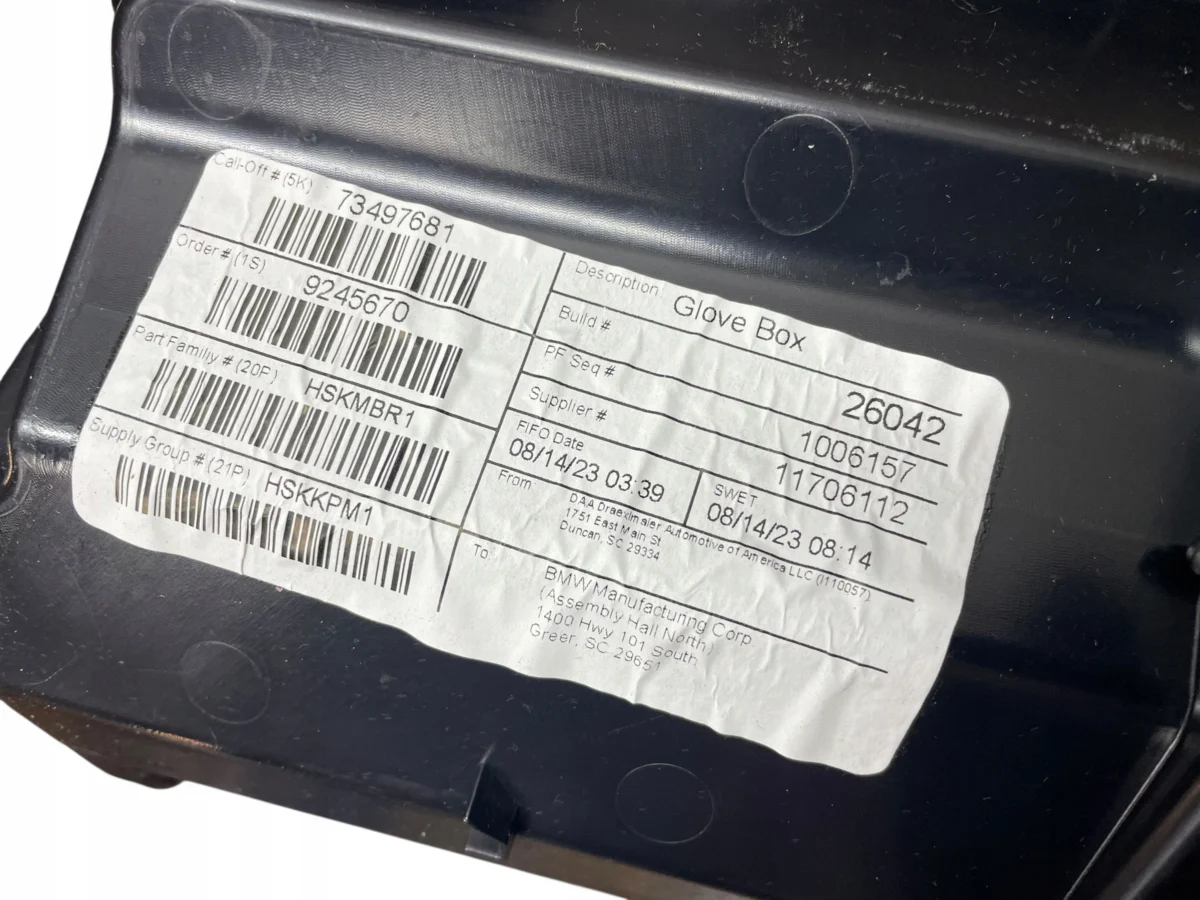 Call-Off # (5K)
73497681
Order # (1S)
9245670
Part Familiy # (20P)
HSKMBR1
Supply Group # (21P)
HSKKPM1
Description: Glove Box
Build # 26042
PF Seq # 1006157
Supplier # 11706112
FIFO Date
08/14/23 03:39
SWET
08/14/23 08:14
From: DAA Draexlmaier Automotive of America LLC (I110057)
1751 East Main St
Duncan, SC 29334
To: BMW Manufacturing Corp.
(Assembly Hall North)
1400 Hwy 101 South
Greer, SC 29651